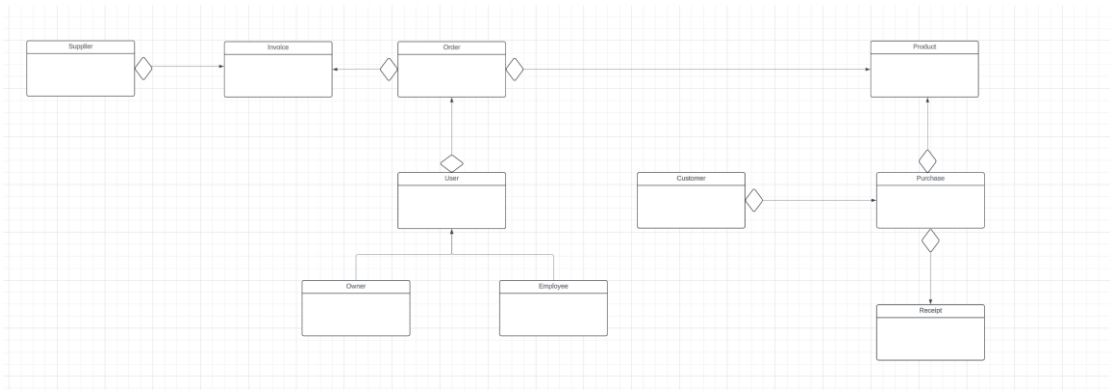 Supplier
Invoice
Order
Product
User
Customer
Purchase
Owner
Employee
Receipt